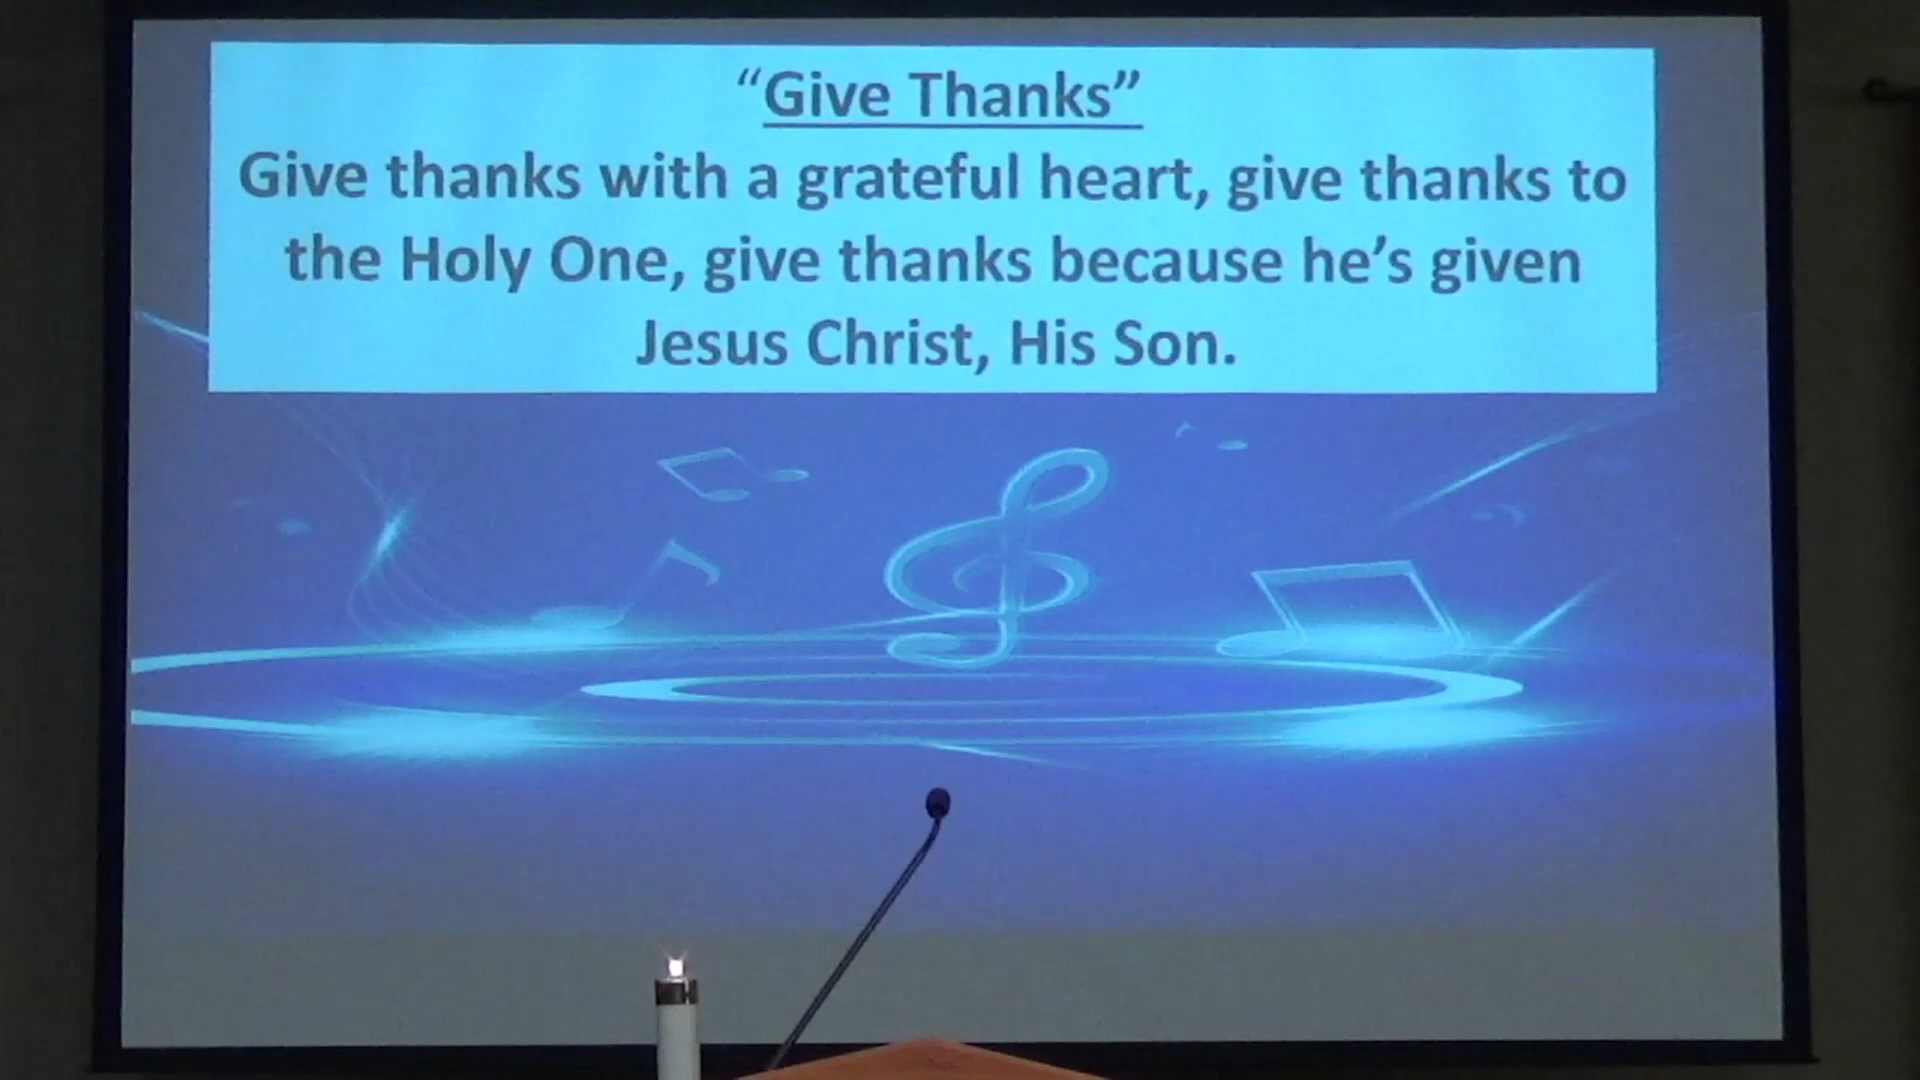 “Give Thanks”
Give thanks with a grateful heart, give thanks to
the Holy One, give thanks because he’s given
Jesus Christ, His Son.